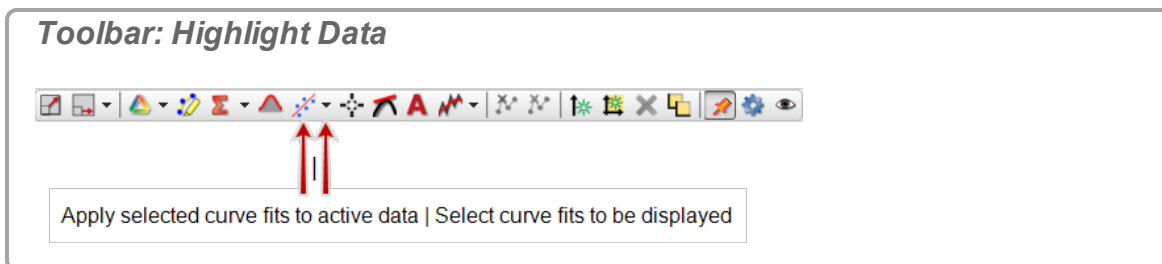 Toolbar: Highlight Data
A
|
Apply selected curve fits to active data | Select curve fits to be displayed